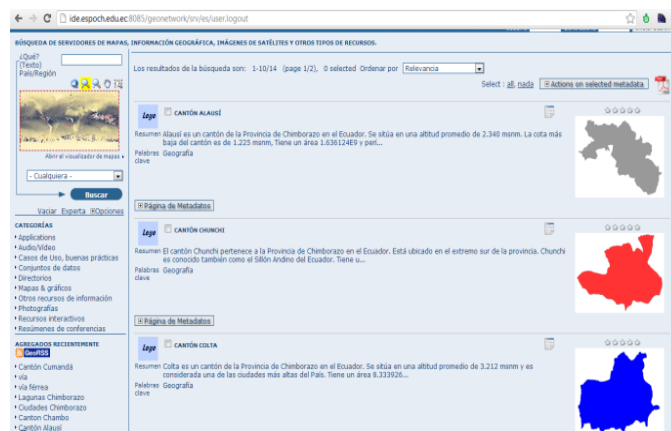 ide.espoch.edu.ec:8085/geonetwork/srv/es/user.logout
BÚSQUEDA DE SERVIDORES DE MAPAS, INFORMACIÓN GEOGRÁFICA, IMÁGENES DE SATÉLITES Y OTROS TIPOS DE RECURSOS.
¿Qué?
(Texto)
País/Región
Abrir el visualizador de mapas
- Cualquiera -
Buscar
Vaciar Experta Opciones
CATEGORÍAS
Applications
Audio/Vídeo
Casos de Uso, buenas prácticas
Conjuntos de datos
Directorios
Mapas & gráficos
Otros recursos de información
Photografías
Recursos interactivos
Resúmenes de conferencias
AGREGADOS RECIENTEMENTE
GeoRSS
Cantón Cumandá
vía
vía férrea
Lagunas Chimborazo
Ciudades Chimborazo
Canton Chambo
Cantón Alausí
Los resultados de la búsqueda son: 1-10/14 (page 1/2), 0 selected Ordenar por Relevancia
Select : all, nada Actions on selected metadata
Logo CANTÓN ALAUSÍ
Resumen Alausí es un cantón de la Provincia de Chimborazo en el Ecuador. Se sitúa en una altitud promedio de 2.340 msnm. La cota más
baja del cantón es de 1.225 msnm, Tiene un área 1.636124E9 y peri...
Palabras Geografía
clave
Página de Metadatos
Logo CANTÓN CHUNCHI
Resumen El cantón Chunchi pertenece a la Provincia de Chimborazo en el Ecuador. Está ubicado en el extremo sur de la provincia. Chunchi
es conocido también como el Sillón Andino del Ecuador. Tiene u...
Palabras Geografía
clave
Página de Metadatos
Logo CANTÓN COLTA
Resumen Colta es un cantón de la Provincia de Chimborazo en el Ecuador. Se sitúa en una altitud promedio de 3.212 msnm y es
considerada una de las ciudades más altas del País. Tiene un área 8.333926...
Palabras Geografía
clave